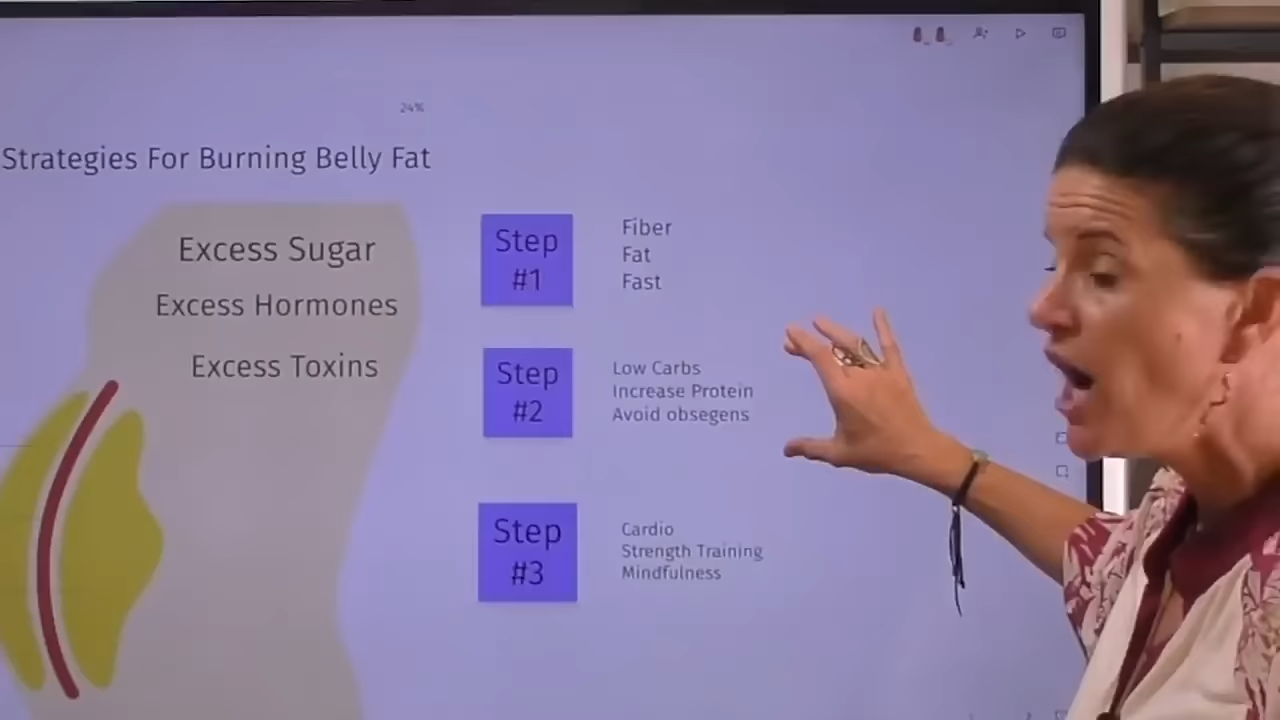 24%
Strategies For Burning Belly Fat
Excess Sugar
Excess Hormones
Excess Toxins
Step
#1
Fiber
Fat
Fast
Step
#2
Low Carbs
Increase Protein
Avoid obsegens
Step
#3
Cardio
Strength Training
Mindfulness